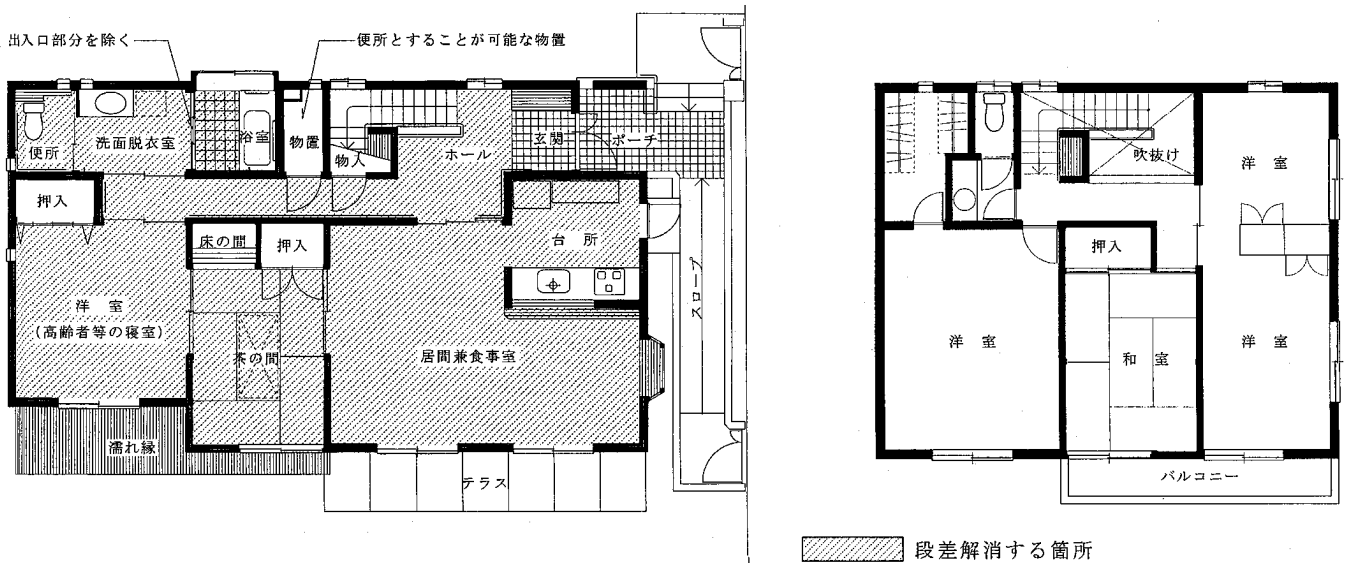 出入口部分を除く
便所とすることが可能な物置
便所
洗面脱衣室
浴室
物置
物入
ホール
玄関
ポーチ
押入
床の間
押入
台 所
スロープ
洋 室
(高齢者等の寝室)
茶の間
居間兼食事室
濡れ縁
テラス
吹抜け
洋 室
押入
洋 室
和 室
洋 室
バルコニー
段差解消する箇所